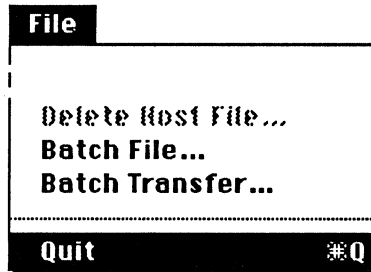 File
Delete Host File...
Batch File...
Batch Transfer...
Quit ⌘Q